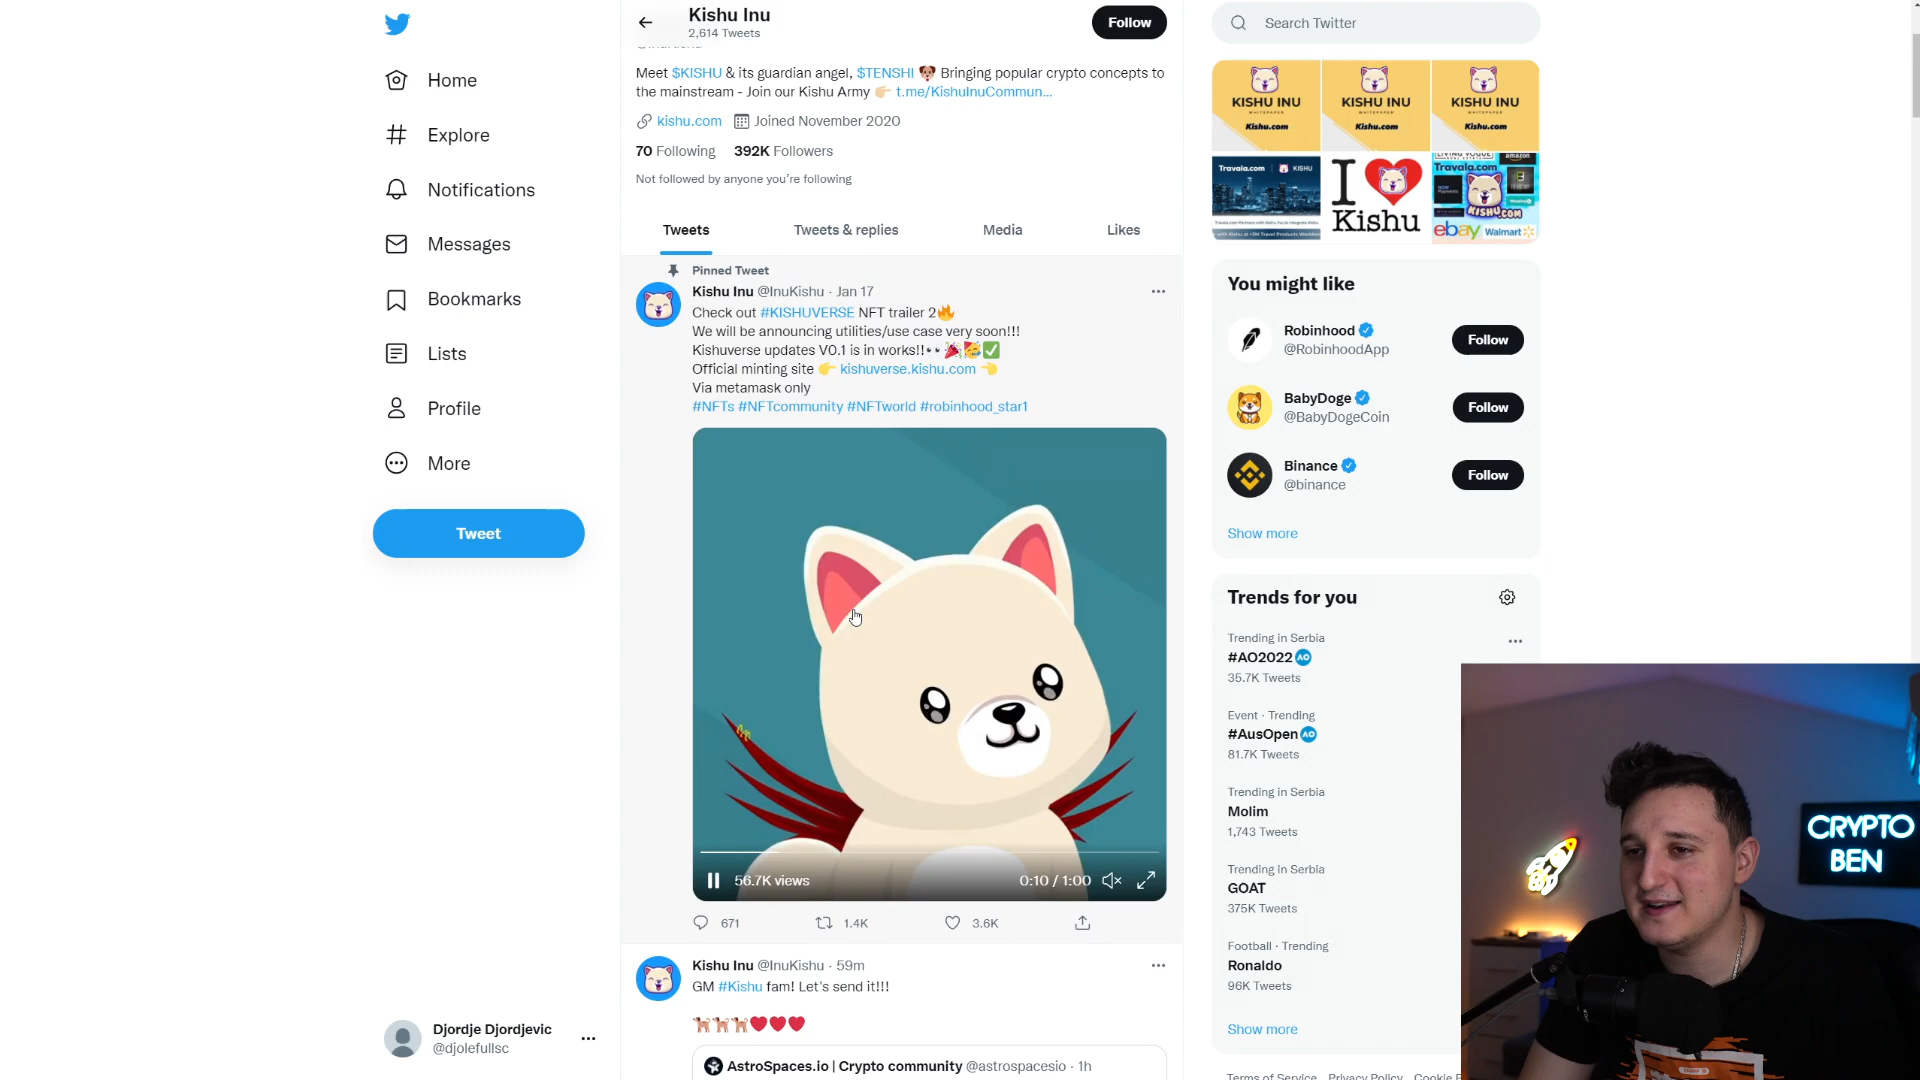 Home
Explore
Notifications
Messages
Bookmarks
Lists
Profile
More
Tweet
Djordje Djordjevic
@djolefullsc
Kishu Inu
2,614 Tweets
Follow
Meet $KISHU & its guardian angel, $TENSHI Bringing popular crypto concepts to
the mainstream - Join our Kishu Army t.me/KishuInuCommun...
kishu.com Joined November 2020
70 Following 392K Followers
Not followed by anyone you're following
Tweets Tweets & replies Media Likes
Pinned Tweet
Kishu Inu @InuKishu · Jan 17
Check out #KISHUVERSE NFT trailer 2
We will be announcing utilities/use case very soon!!!
Kishuverse updates V0.1 is in works!!
Official minting site kishuverse.kishu.com
Via metamask only
#NFTs #NFTcommunity #NFTworld #robinhood_star1
56.7K views 0:10 / 1:00
671 1.4K 3.6K
Kishu Inu @InuKishu · 59m
GM #Kishu fam! Let's send it!!!
AstroSpaces.io | Crypto community @astrospacesio · 1h
Search Twitter
KISHU INU KISHU INU KISHU INU
WHITEPAPER WHITEPAPER WHITEPAPER
Kishu.com Kishu.com Kishu.com
Travala.com KISHU
I
Kishu
LIVING VOGUE amazon
Travala.com
KISHU.COM
ebay Walmart
You might like
Robinhood
@RobinhoodApp
Follow
BabyDoge
@BabyDogeCoin
Follow
Binance
@binance
Follow
Show more
Trends for you
Trending in Serbia
#AO2022 AO
35.7K Tweets
Event · Trending
#AusOpen AO
81.7K Tweets
Trending in Serbia
Molim
1,743 Tweets
Trending in Serbia
GOAT
375K Tweets
Football · Trending
Ronaldo
96K Tweets
Show more
Terms of Service Privacy Policy Cookie
CRYPTO
BEN